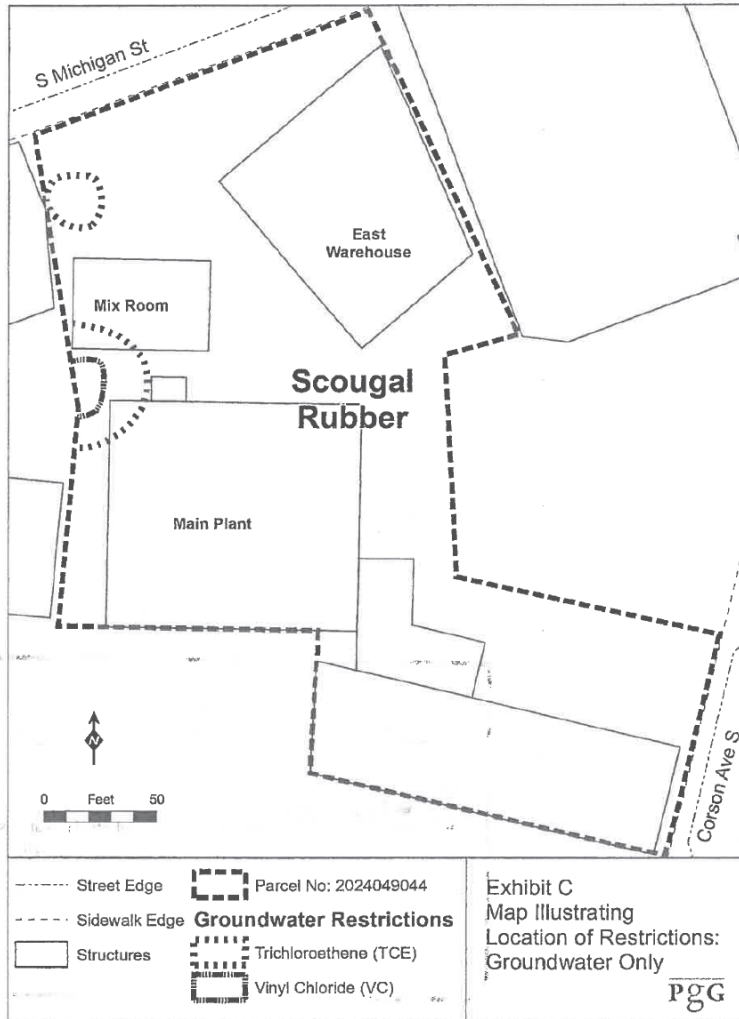 S Michigan St
East
Warehouse
Mix Room
Scougal
Rubber
Main Plant
N
0 Feet 50
Corson Ave S
Street Edge
Sidewalk Edge
Structures
Parcel No: 2024049044
Groundwater Restrictions
Trichloroethene (TCE)
Vinyl Chloride (VC)
Exhibit C
Map Illustrating
Location of Restrictions:
Groundwater Only
PgG